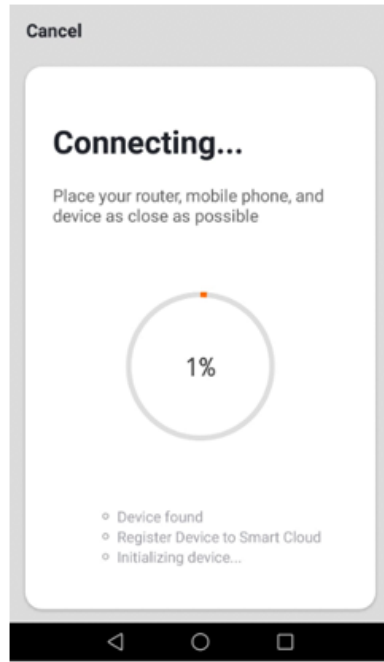 Cancel
Connecting...
Place your router, mobile phone, and
device as close as possible
1%
Device found
Register Device to Smart Cloud
Initializing device...